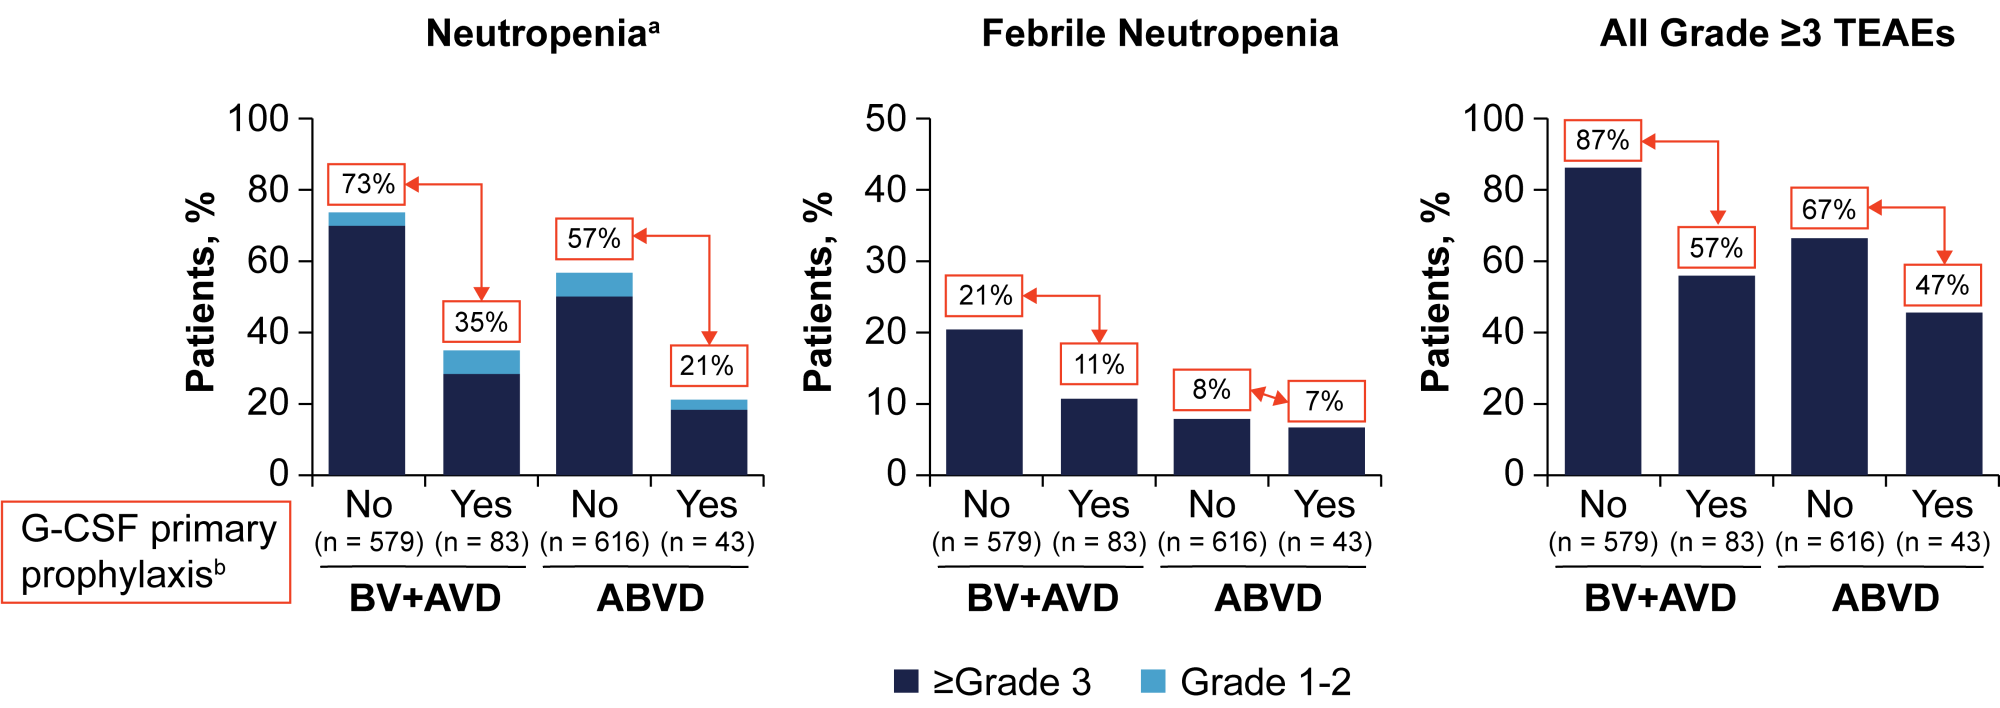 Neutropeniaᵃ
Patients, %
100
80
60
40
20
0
73%
35%
57%
21%
No Yes No Yes
(n = 579) (n = 83) (n = 616) (n = 43)
BV+AVD ABVD
Febrile Neutropenia
Patients, %
50
40
30
20
10
0
21%
11%
8%
7%
No Yes No Yes
(n = 579) (n = 83) (n = 616) (n = 43)
BV+AVD ABVD
All Grade ≥3 TEAEs
Patients, %
100
80
60
40
20
0
87%
57%
67%
47%
No Yes No Yes
(n = 579) (n = 83) (n = 616) (n = 43)
BV+AVD ABVD
G-CSF primary
prophylaxisᵇ
≥Grade 3 Grade 1-2